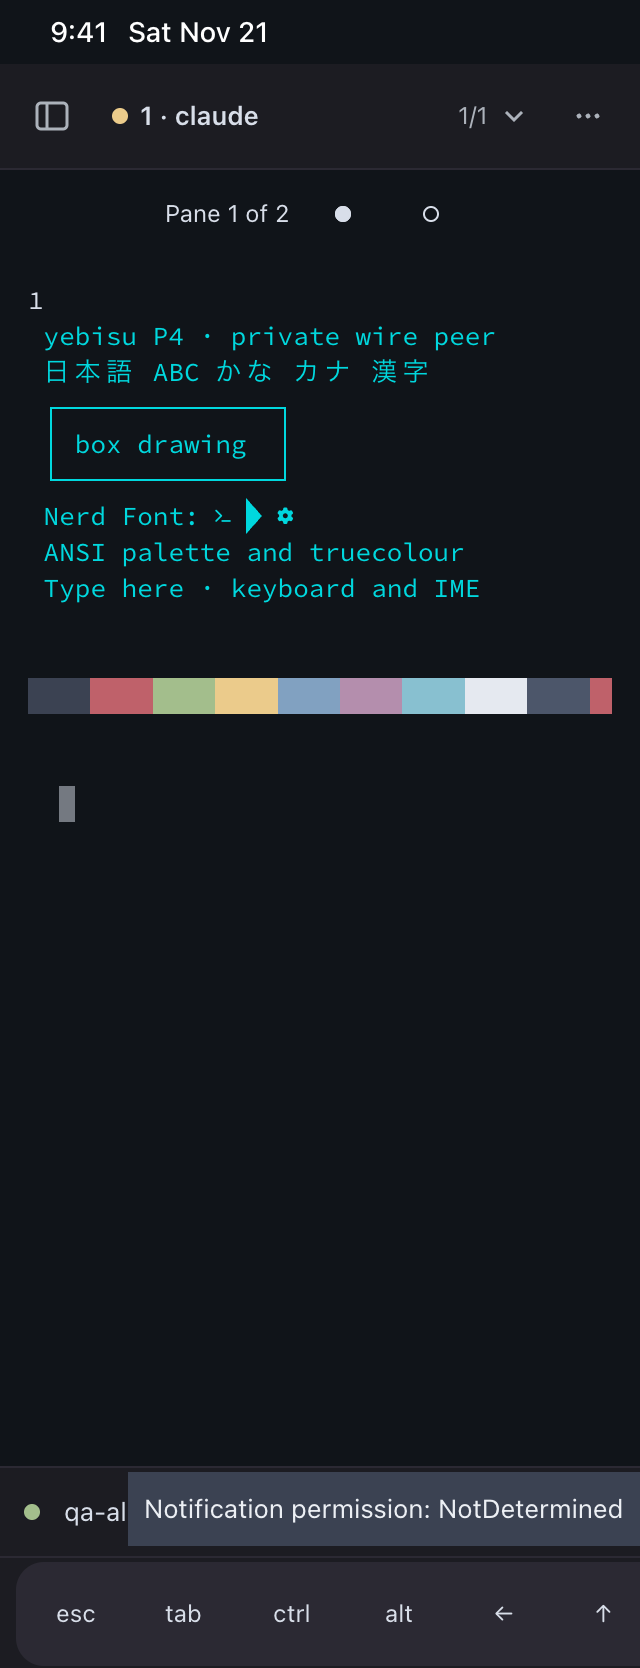 9:41 Sat Nov 21
1 · claude 1/1
Pane 1 of 2
1
yebisu P4 · private wire peer
日本語 ABC かな カナ 漢字
box drawing
Nerd Font:
ANSI palette and truecolour
Type here · keyboard and IME
qa-al
Notification permission: NotDetermined
esc tab ctrl alt ← ↑